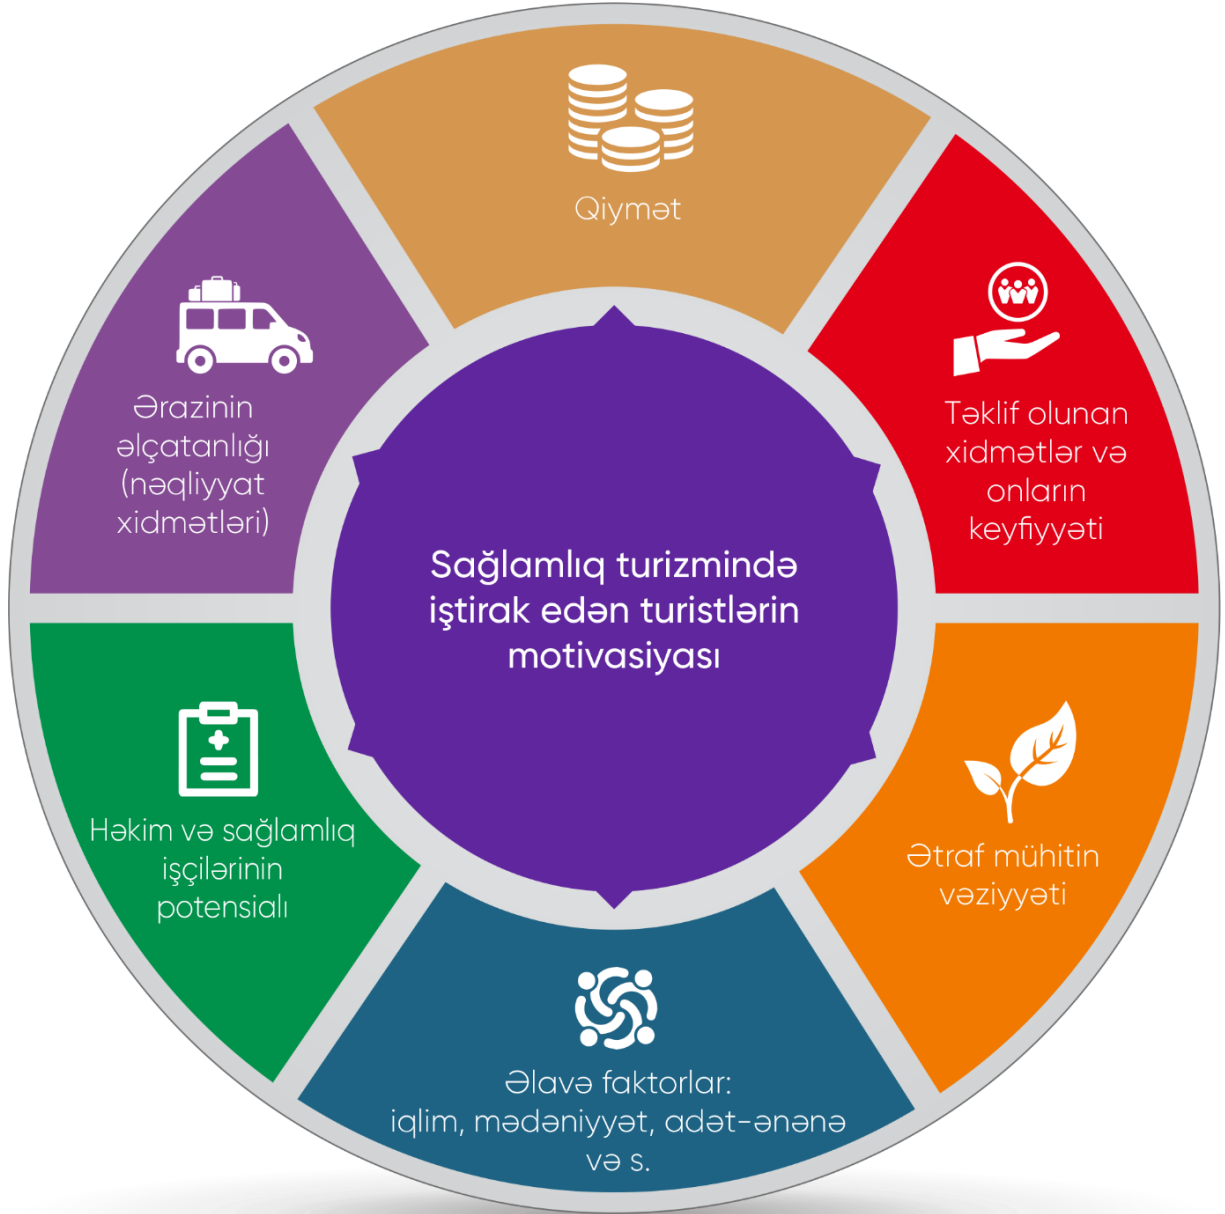 Qiymət
Təklif olunan
xidmətlər və
onların
keyfiyyəti
Ətraf mühitin
vəziyyəti
Əlavə faktorlar:
iqlim, mədəniyyət, adət-ənənə
və s.
Həkim və sağlamlıq
işçilərinin
potensialı
Ərazinin
əlçatanlığı
(nəqliyyat
xidmətləri)
Sağlamlıq turizmində
iştirak edən turistlərin
motivasiyası